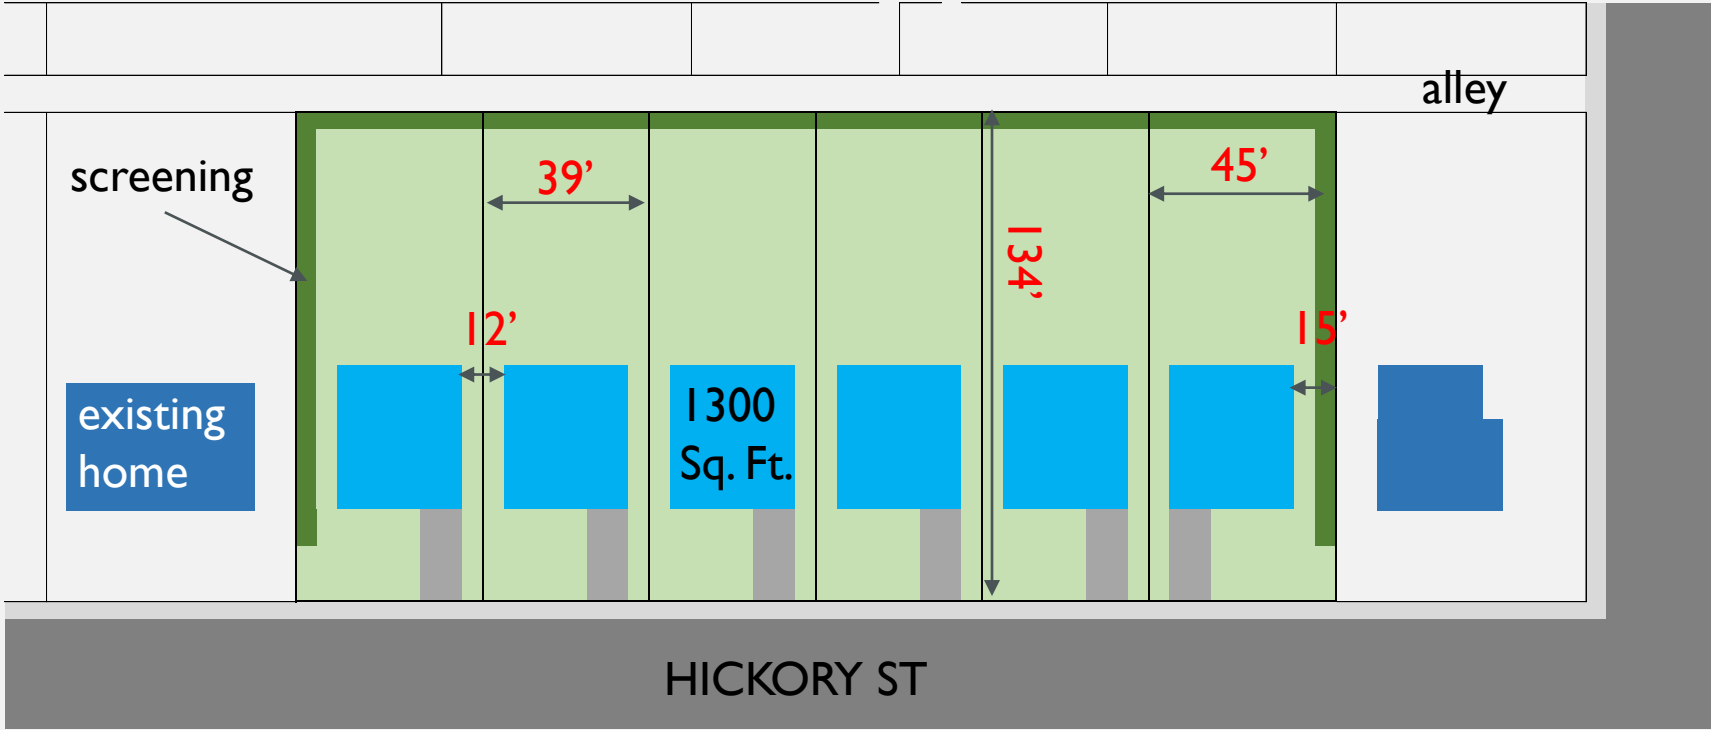 alley
screening
39’
45’
134’
12’
15’
existing
home
1300
Sq. Ft.
HICKORY ST